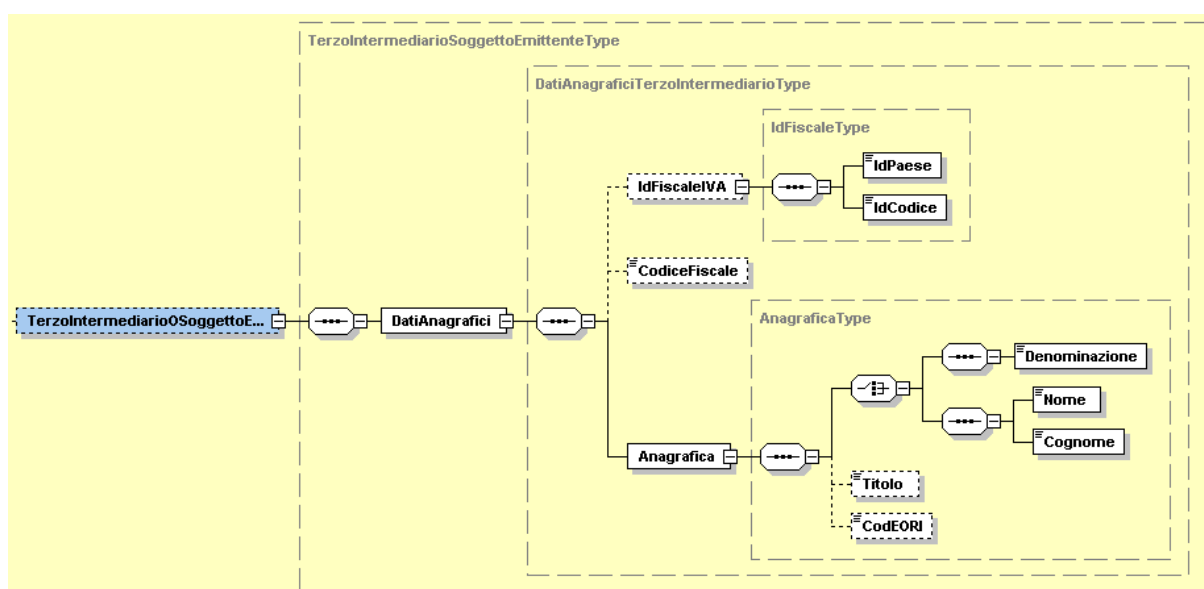 TerzoIntermediarioSoggettoEmittenteType
DatiAnagraficiTerzoIntermediarioType
IdFiscaleType
IdPaese
IdFiscaleIVA
IdCodice
CodiceFiscale
AnagraficaType
TerzoIntermediarioOSoggettoE...
DatiAnagrafici
Denominazione
Nome
Cognome
Anagrafica
Titolo
CodEORI